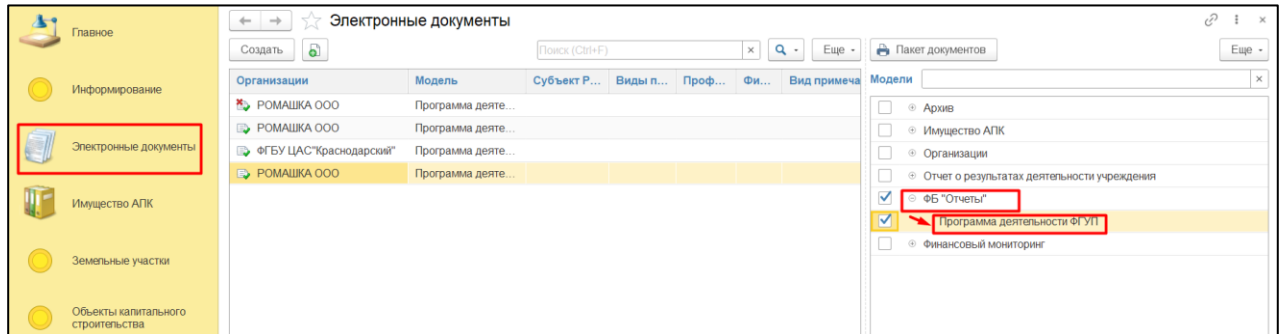 Главное
Информирование
Электронные документы
Имущество АПК
Земельные участки
Объекты капитального
строительства
Электронные документы
Создать
Поиск (Ctrl+F)
Еще
Организации Модель Субъект Р... Виды п... Проф... Фи... Вид примеча
РОМАШКА ООО Программа деяте...
РОМАШКА ООО Программа деяте...
ФГБУ ЦАС"Краснодарский" Программа деяте...
РОМАШКА ООО Программа деяте...
Пакет документов
Еще
Модели
Архив
Имущество АПК
Организации
Отчет о результатах деятельности учреждения
ФБ "Отчеты"
Программа деятельности ФГУП
Финансовый мониторинг